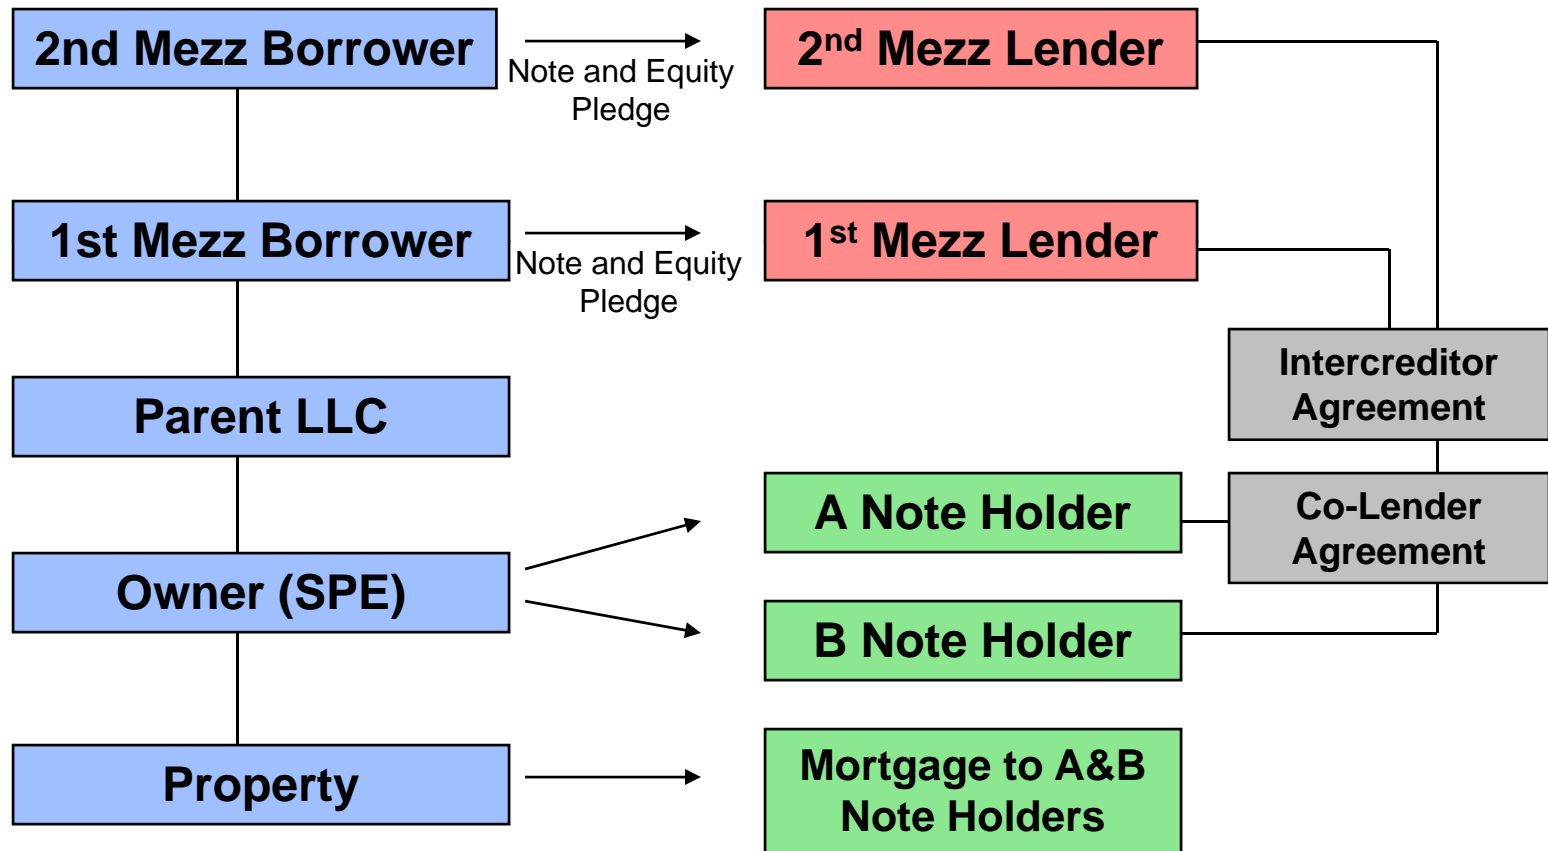 2nd Mezz Borrower
Note and Equity
Pledge
2nd Mezz Lender
1st Mezz Borrower
Note and Equity
Pledge
1st Mezz Lender
Intercreditor
Agreement
Parent LLC
A Note Holder
Co-Lender
Agreement
Owner (SPE)
B Note Holder
Property
Mortgage to A&B
Note Holders